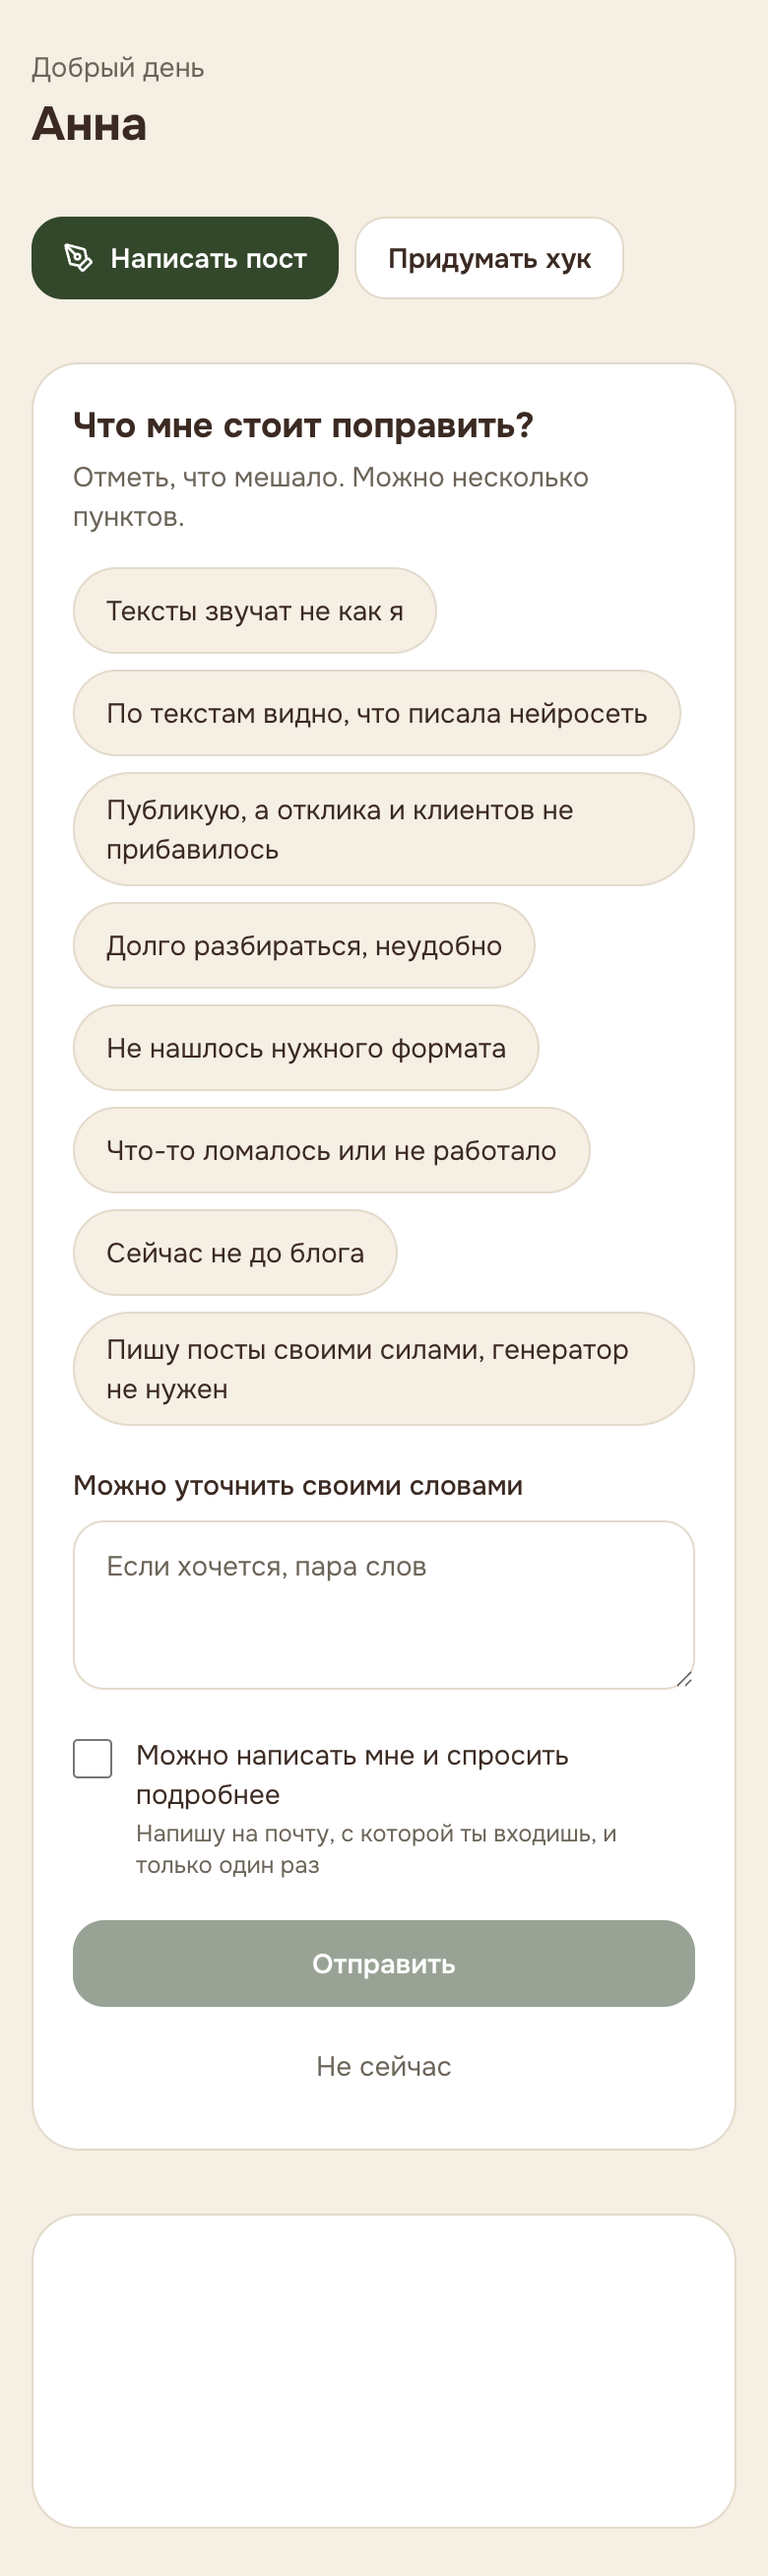 Добрый день
Анна
Написать пост
Придумать хук
Что мне стоит поправить?
Отметь, что мешало. Можно несколько
пунктов.
Тексты звучат не как я
По текстам видно, что писала нейросеть
Публикую, а отклика и клиентов не
прибавилось
Долго разбираться, неудобно
Не нашлось нужного формата
Что-то ломалось или не работало
Сейчас не до блога
Пишу посты своими силами, генератор
не нужен
Можно уточнить своими словами
Если хочется, пара слов
Можно написать мне и спросить
подробнее
Напишу на почту, с которой ты входишь, и
только один раз
Отправить
Не сейчас